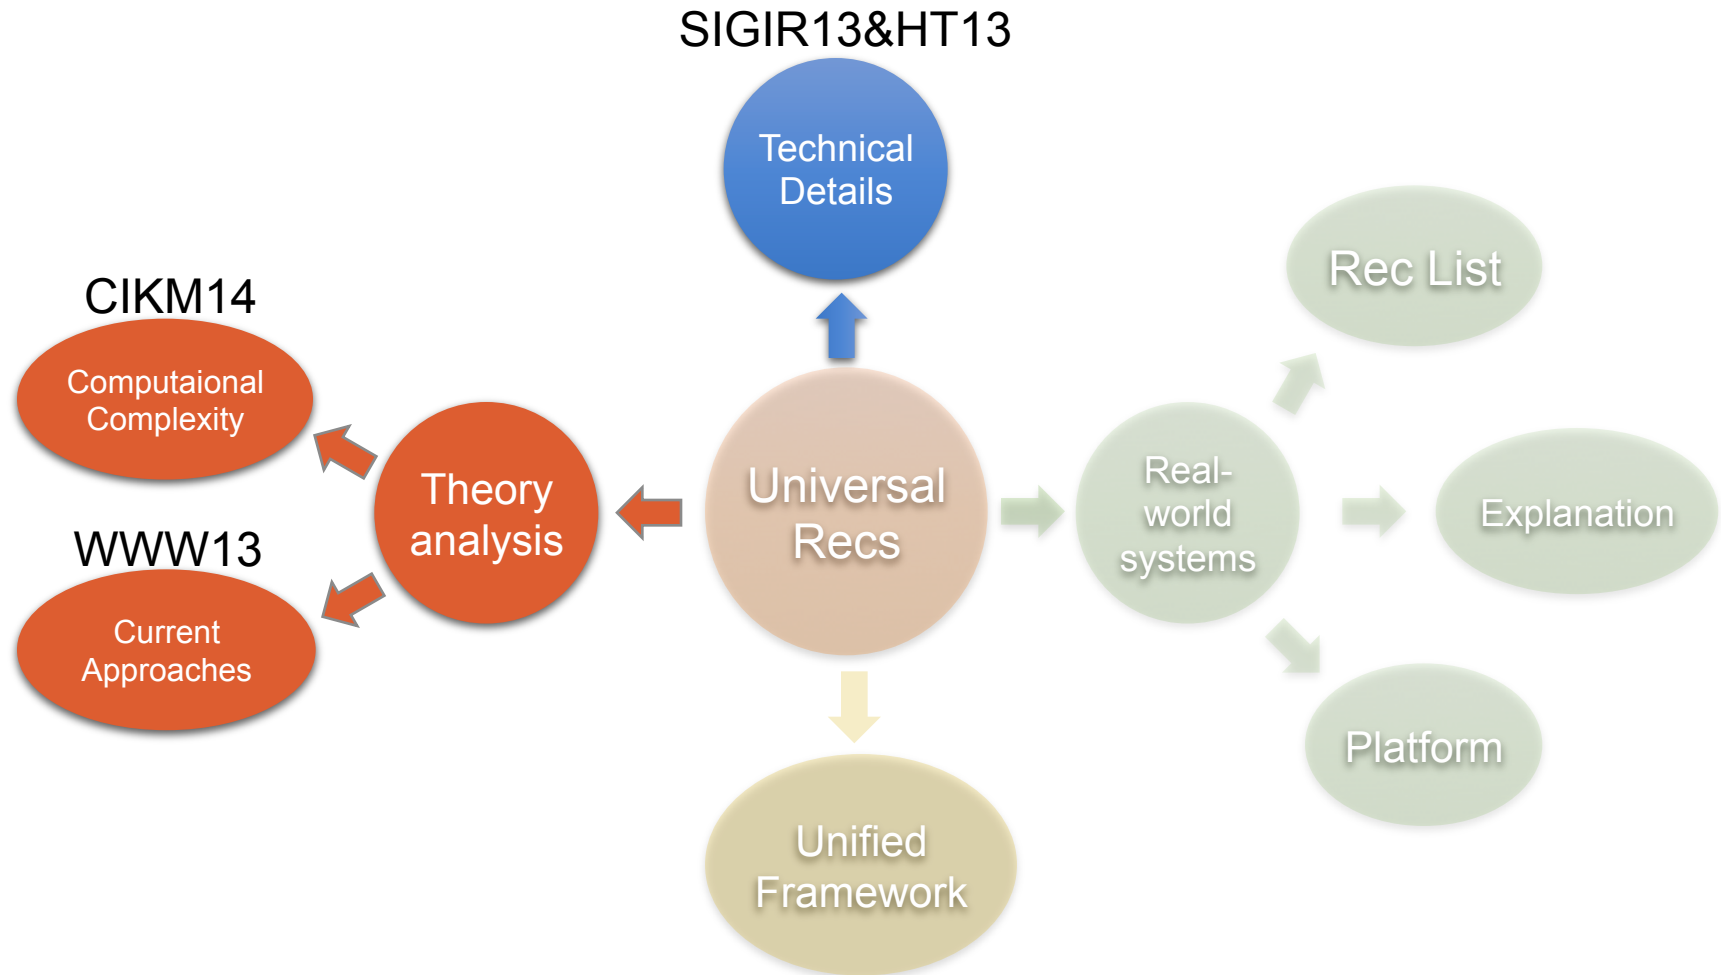 SIGIR13&HT13
Technical
Details
CIKM14
Computaional
Complexity
WWW13
Current
Approaches
Theory
analysis
Universal
Recs
Real-
world
systems
Rec List
Explanation
Platform
Unified
Framework